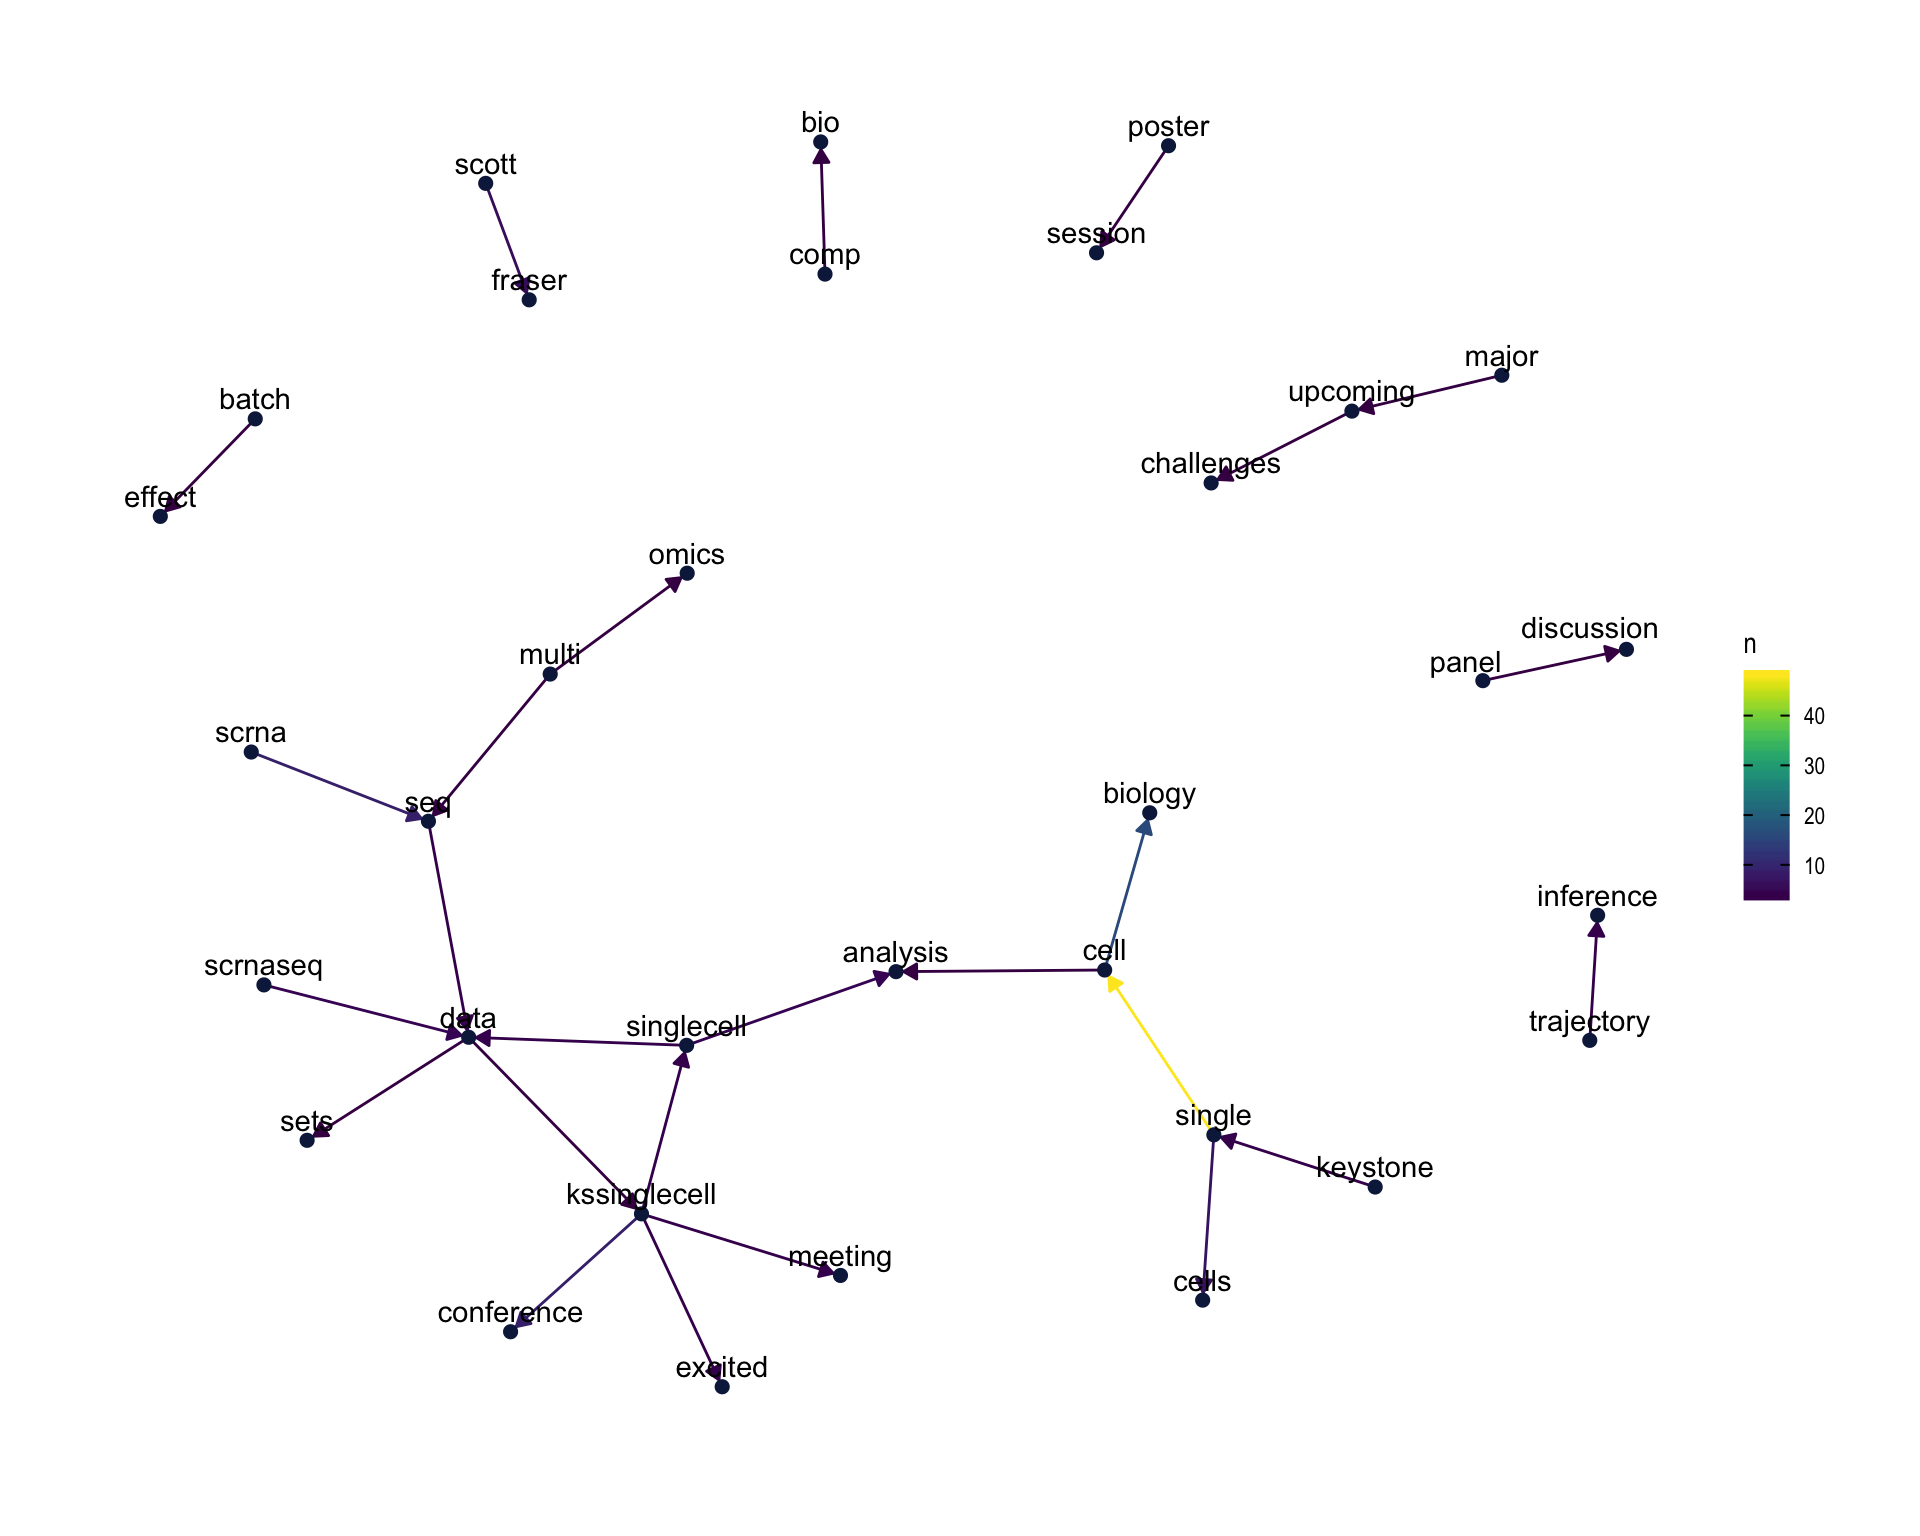 bio
poster
scott
session
comp
fraser
major
upcoming
batch
challenges
effect
omics
discussion
n
multi
panel
40
scrna
30
biology
seq
20
10
inference
analysis
cell
scrnaseq
data
singlecell
trajectory
single
sets
keystone
kssinglecell
meeting
cells
conference
excited